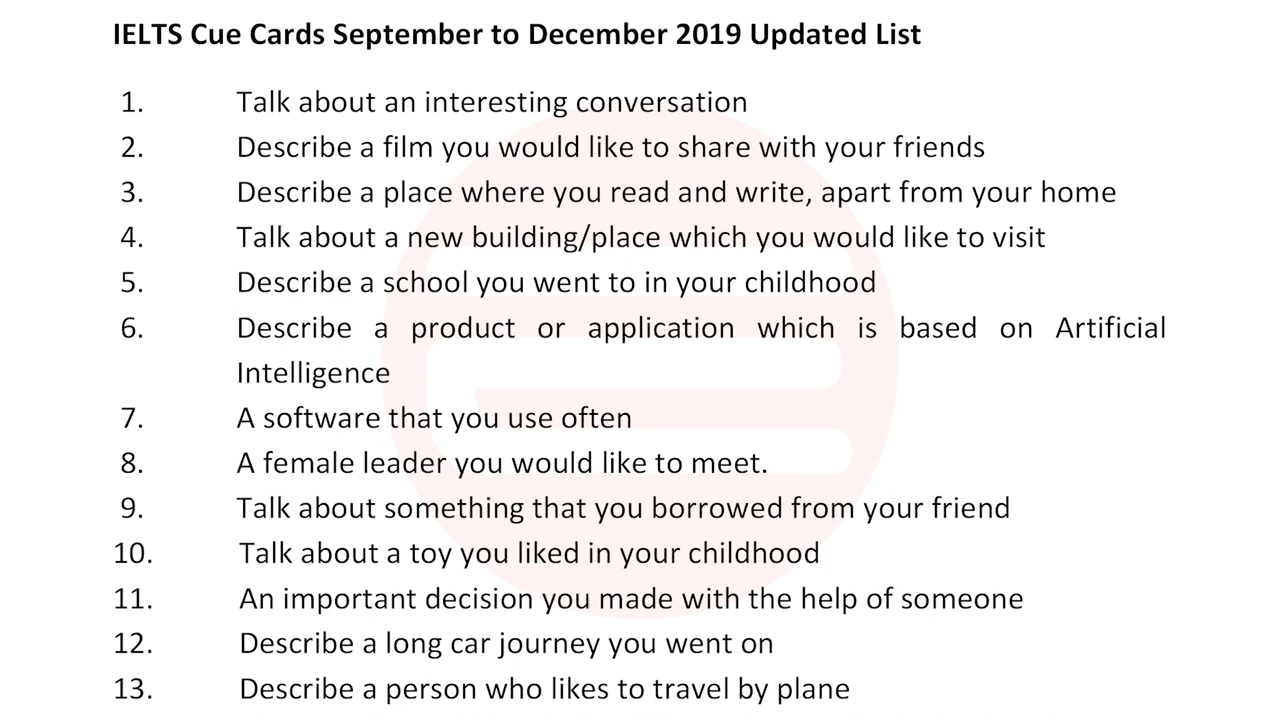 IELTS Cue Cards September to December 2019 Updated List
1. Talk about an interesting conversation
2. Describe a film you would like to share with your friends
3. Describe a place where you read and write, apart from your home
4. Talk about a new building/place which you would like to visit
5. Describe a school you went to in your childhood
6. Describe a product or application which is based on Artificial
Intelligence
7. A software that you use often
8. A female leader you would like to meet.
9. Talk about something that you borrowed from your friend
10. Talk about a toy you liked in your childhood
11. An important decision you made with the help of someone
12. Describe a long car journey you went on
13. Describe a person who likes to travel by plane